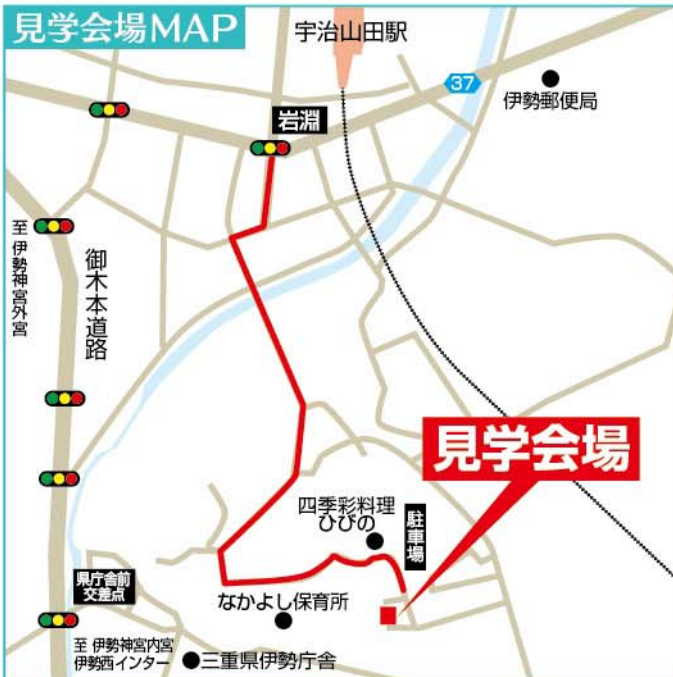 見学会場MAP
宇治山田駅
37
伊勢郵便局
岩淵
至 伊勢神宮外宮
御木本道路
見学会場
四季彩料理
ひびの
駐車場
県庁舎前
交差点
なかよし保育所
至 伊勢神宮内宮
伊勢西インター
三重県伊勢庁舎